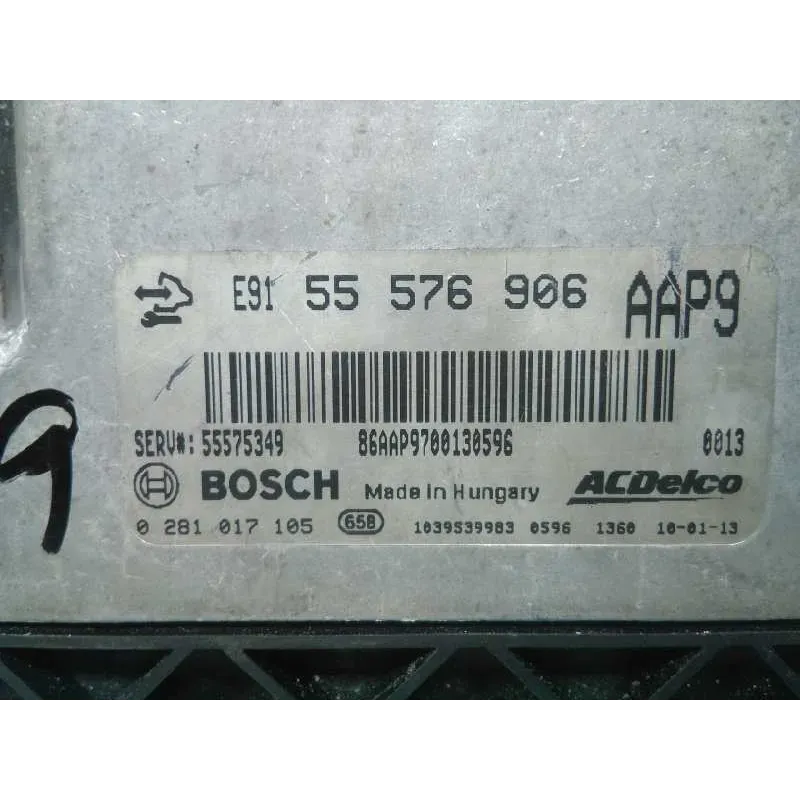 E91 55 576 906 AAP9
SERV#: 55575349 86AAP9700130596 0013
BOSCH Made in Hungary ACDelco
0 281 017 105 65B 1039S39983 0596 1360 10-01-13
9